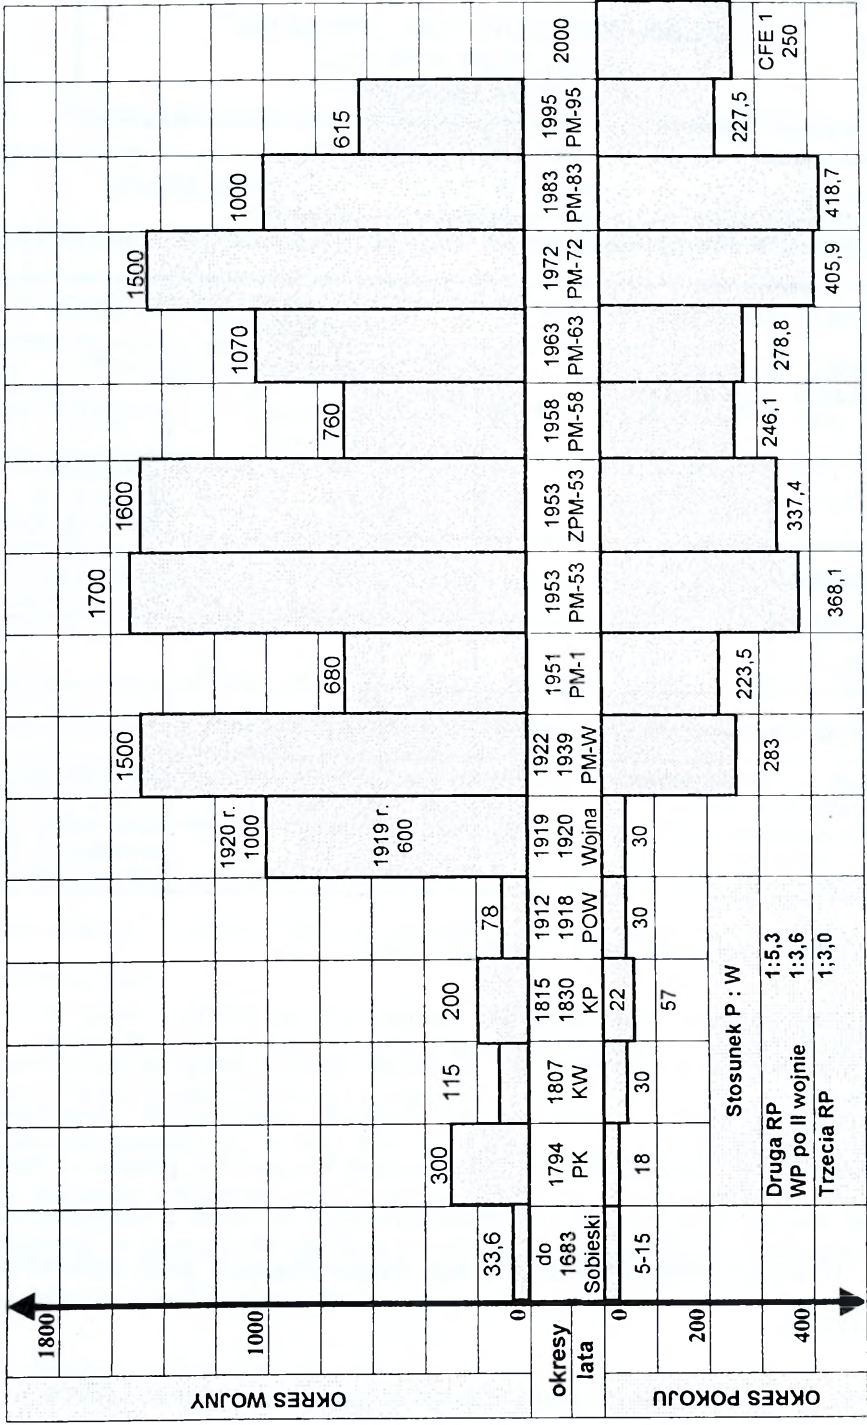 OKRES WOJNY
1800
1000
0
33,6
300
115
200
78
1920 r.
1000
1919 r.
600
1500
680
1700
1600
760
1070
1500
1000
615
okresy
lata
do
1683
Sobieski
1794
PK
1807
KW
1815
1830
KP
1912
1918
POW
1919
1920
Wojna
1922
1939
PM-W
1951
PM-1
1953
PM-53
1953
ZPM-53
1958
PM-58
1963
PM-63
1972
PM-72
1983
PM-83
1995
PM-95
2000
OKRES POKOJU
0
200
400
5-15
18
30
22
57
30
30
283
223,5
368,1
337,4
246,1
278,8
405,9
418,7
227,5
CFE 1
250
Stosunek P : W
Druga RP 1:5,3
WP po II wojnie 1:3,6
Trzecia RP 1;3,0